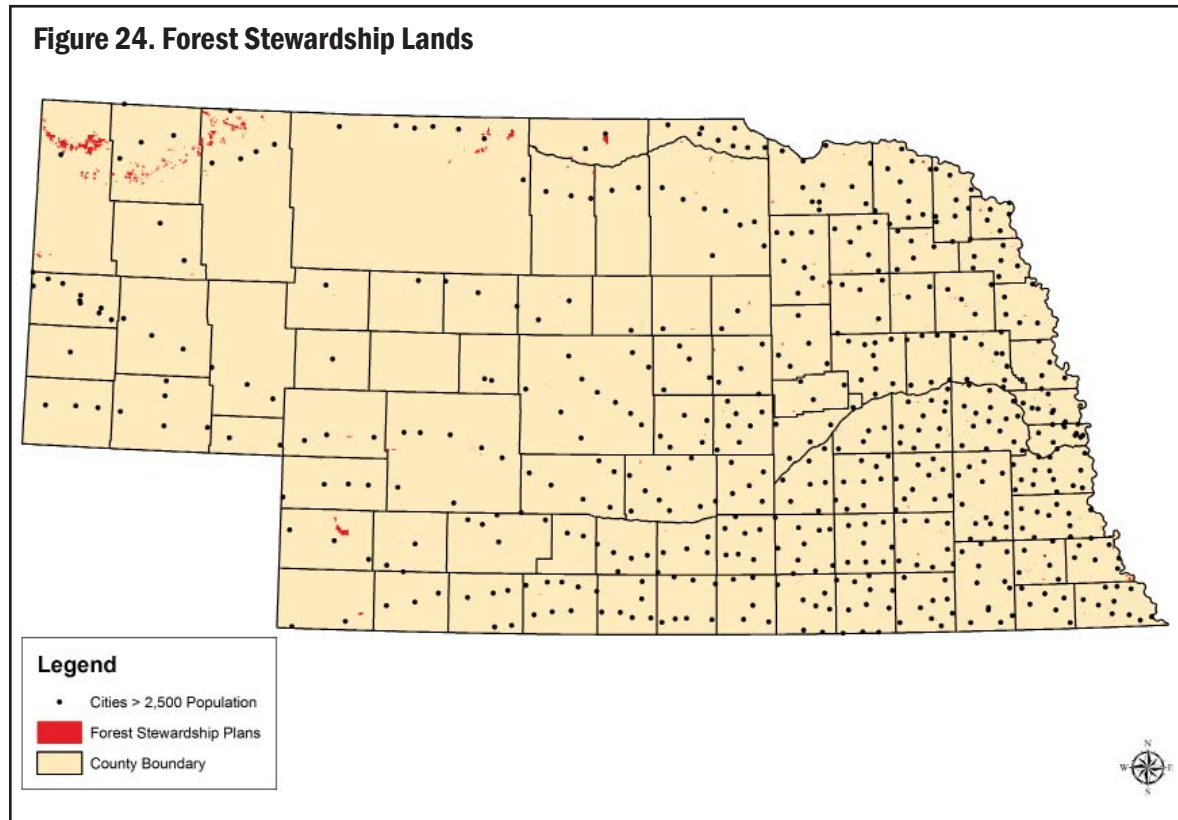 Figure 24. Forest Stewardship Lands
Legend
Cities > 2,500 Population
Forest Stewardship Plans
County Boundary
N
W E
S